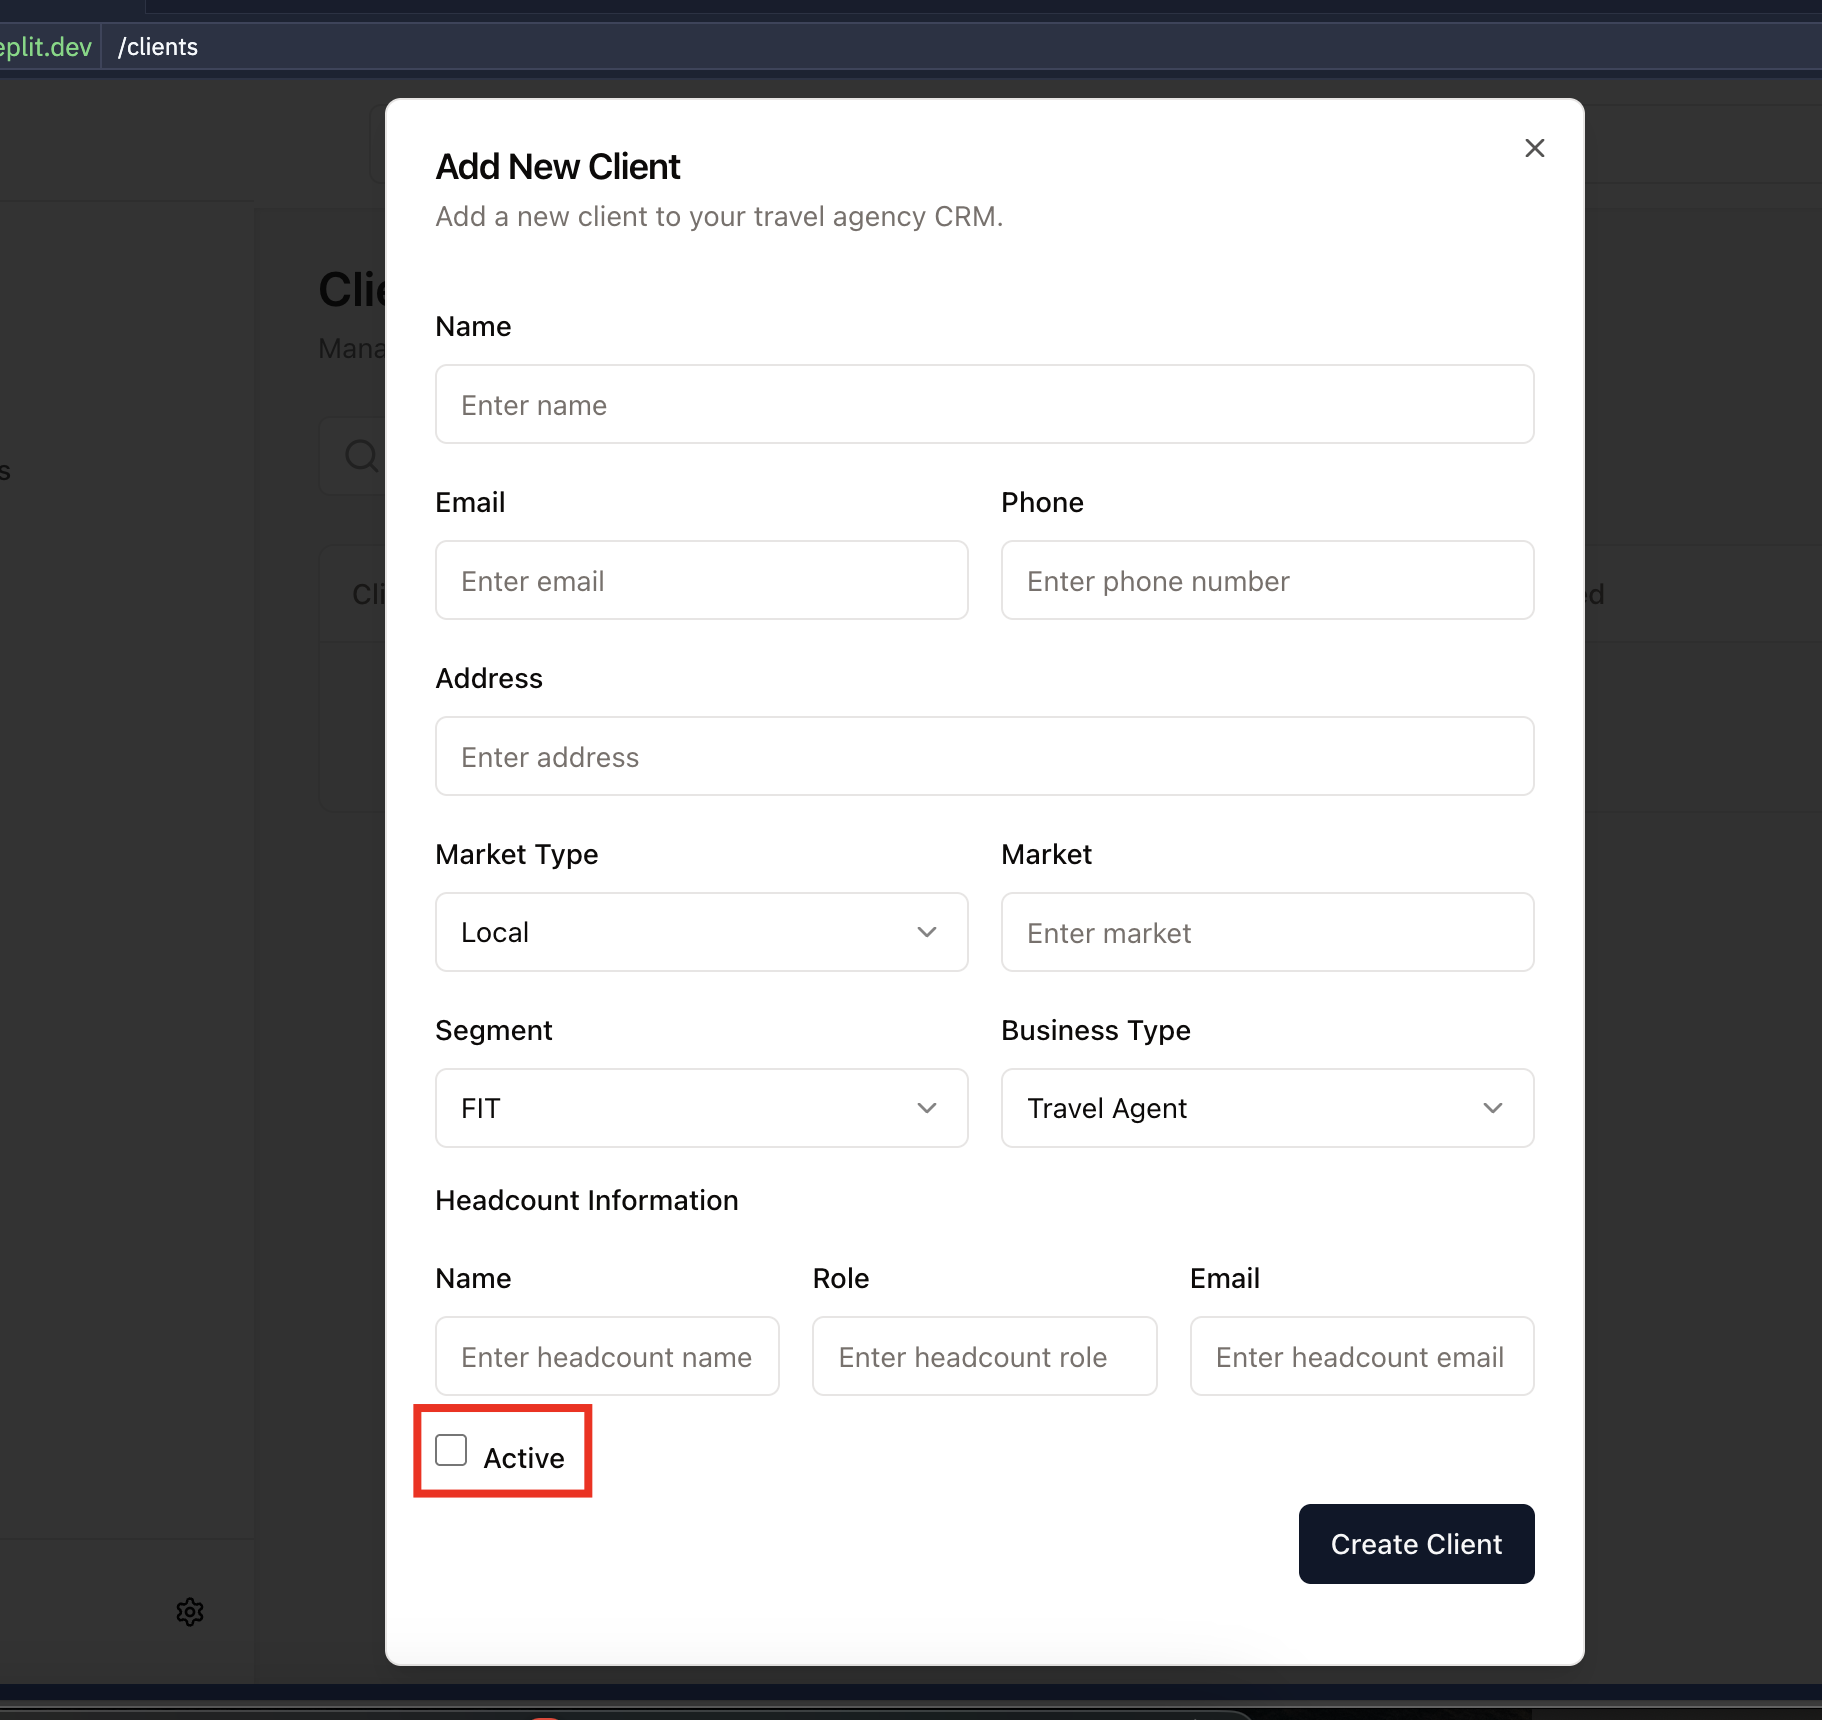 eplit.dev /clients
Add New Client
Add a new client to your travel agency CRM.
Clie
Mana
Name
Enter name
s
Email Phone
Enter email Enter phone number
Cli ed
Address
Enter address
Market Type Market
Local Enter market
Segment Business Type
FIT Travel Agent
Headcount Information
Name Role Email
Enter headcount name Enter headcount role Enter headcount email
Active
Create Client